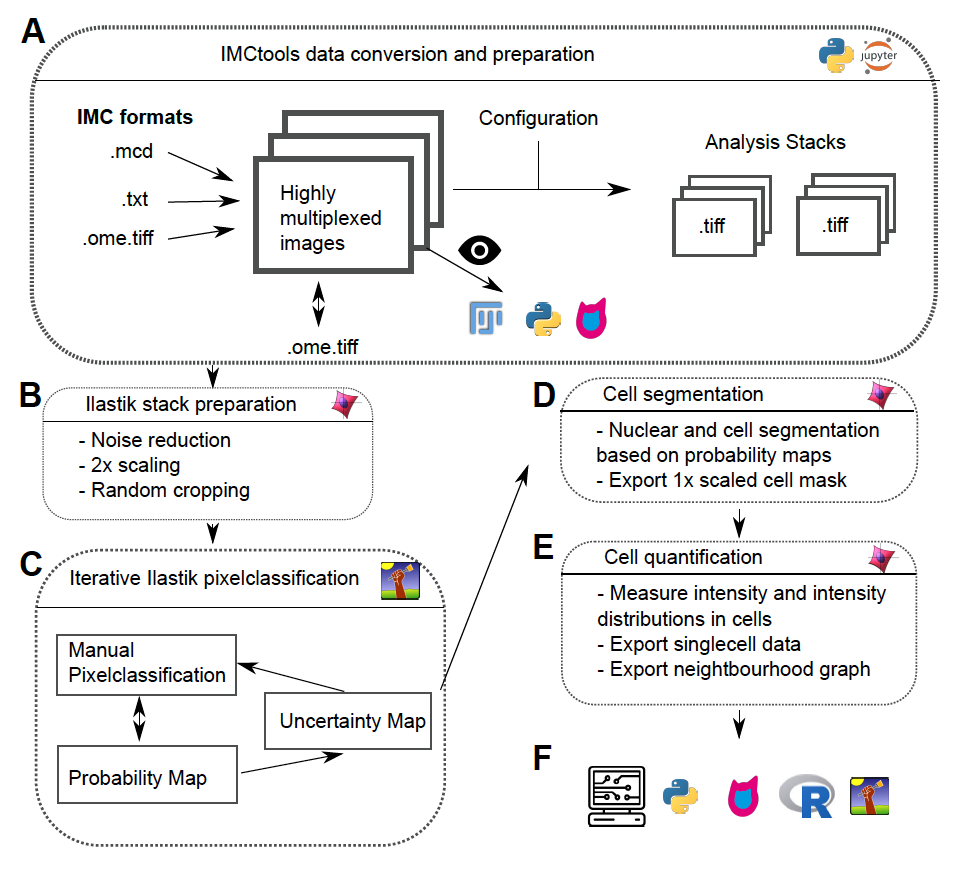 A
IMCtools data conversion and preparation
jupyter
IMC formats
.mcd
.txt
.ome.tiff
Highly
multiplexed
images
.ome.tiff
Configuration
Analysis Stacks
.tiff
.tiff
B
Ilastik stack preparation
- Noise reduction
- 2x scaling
- Random cropping
C
Iterative Ilastik pixelclassification
Manual
Pixelclassification
Uncertainty Map
Probability Map
D
Cell segmentation
- Nuclear and cell segmentation
based on probability maps
- Export 1x scaled cell mask
E
Cell quantification
- Measure intensity and intensity
distributions in cells
- Export singlecell data
- Export neightbourhood graph
F
R